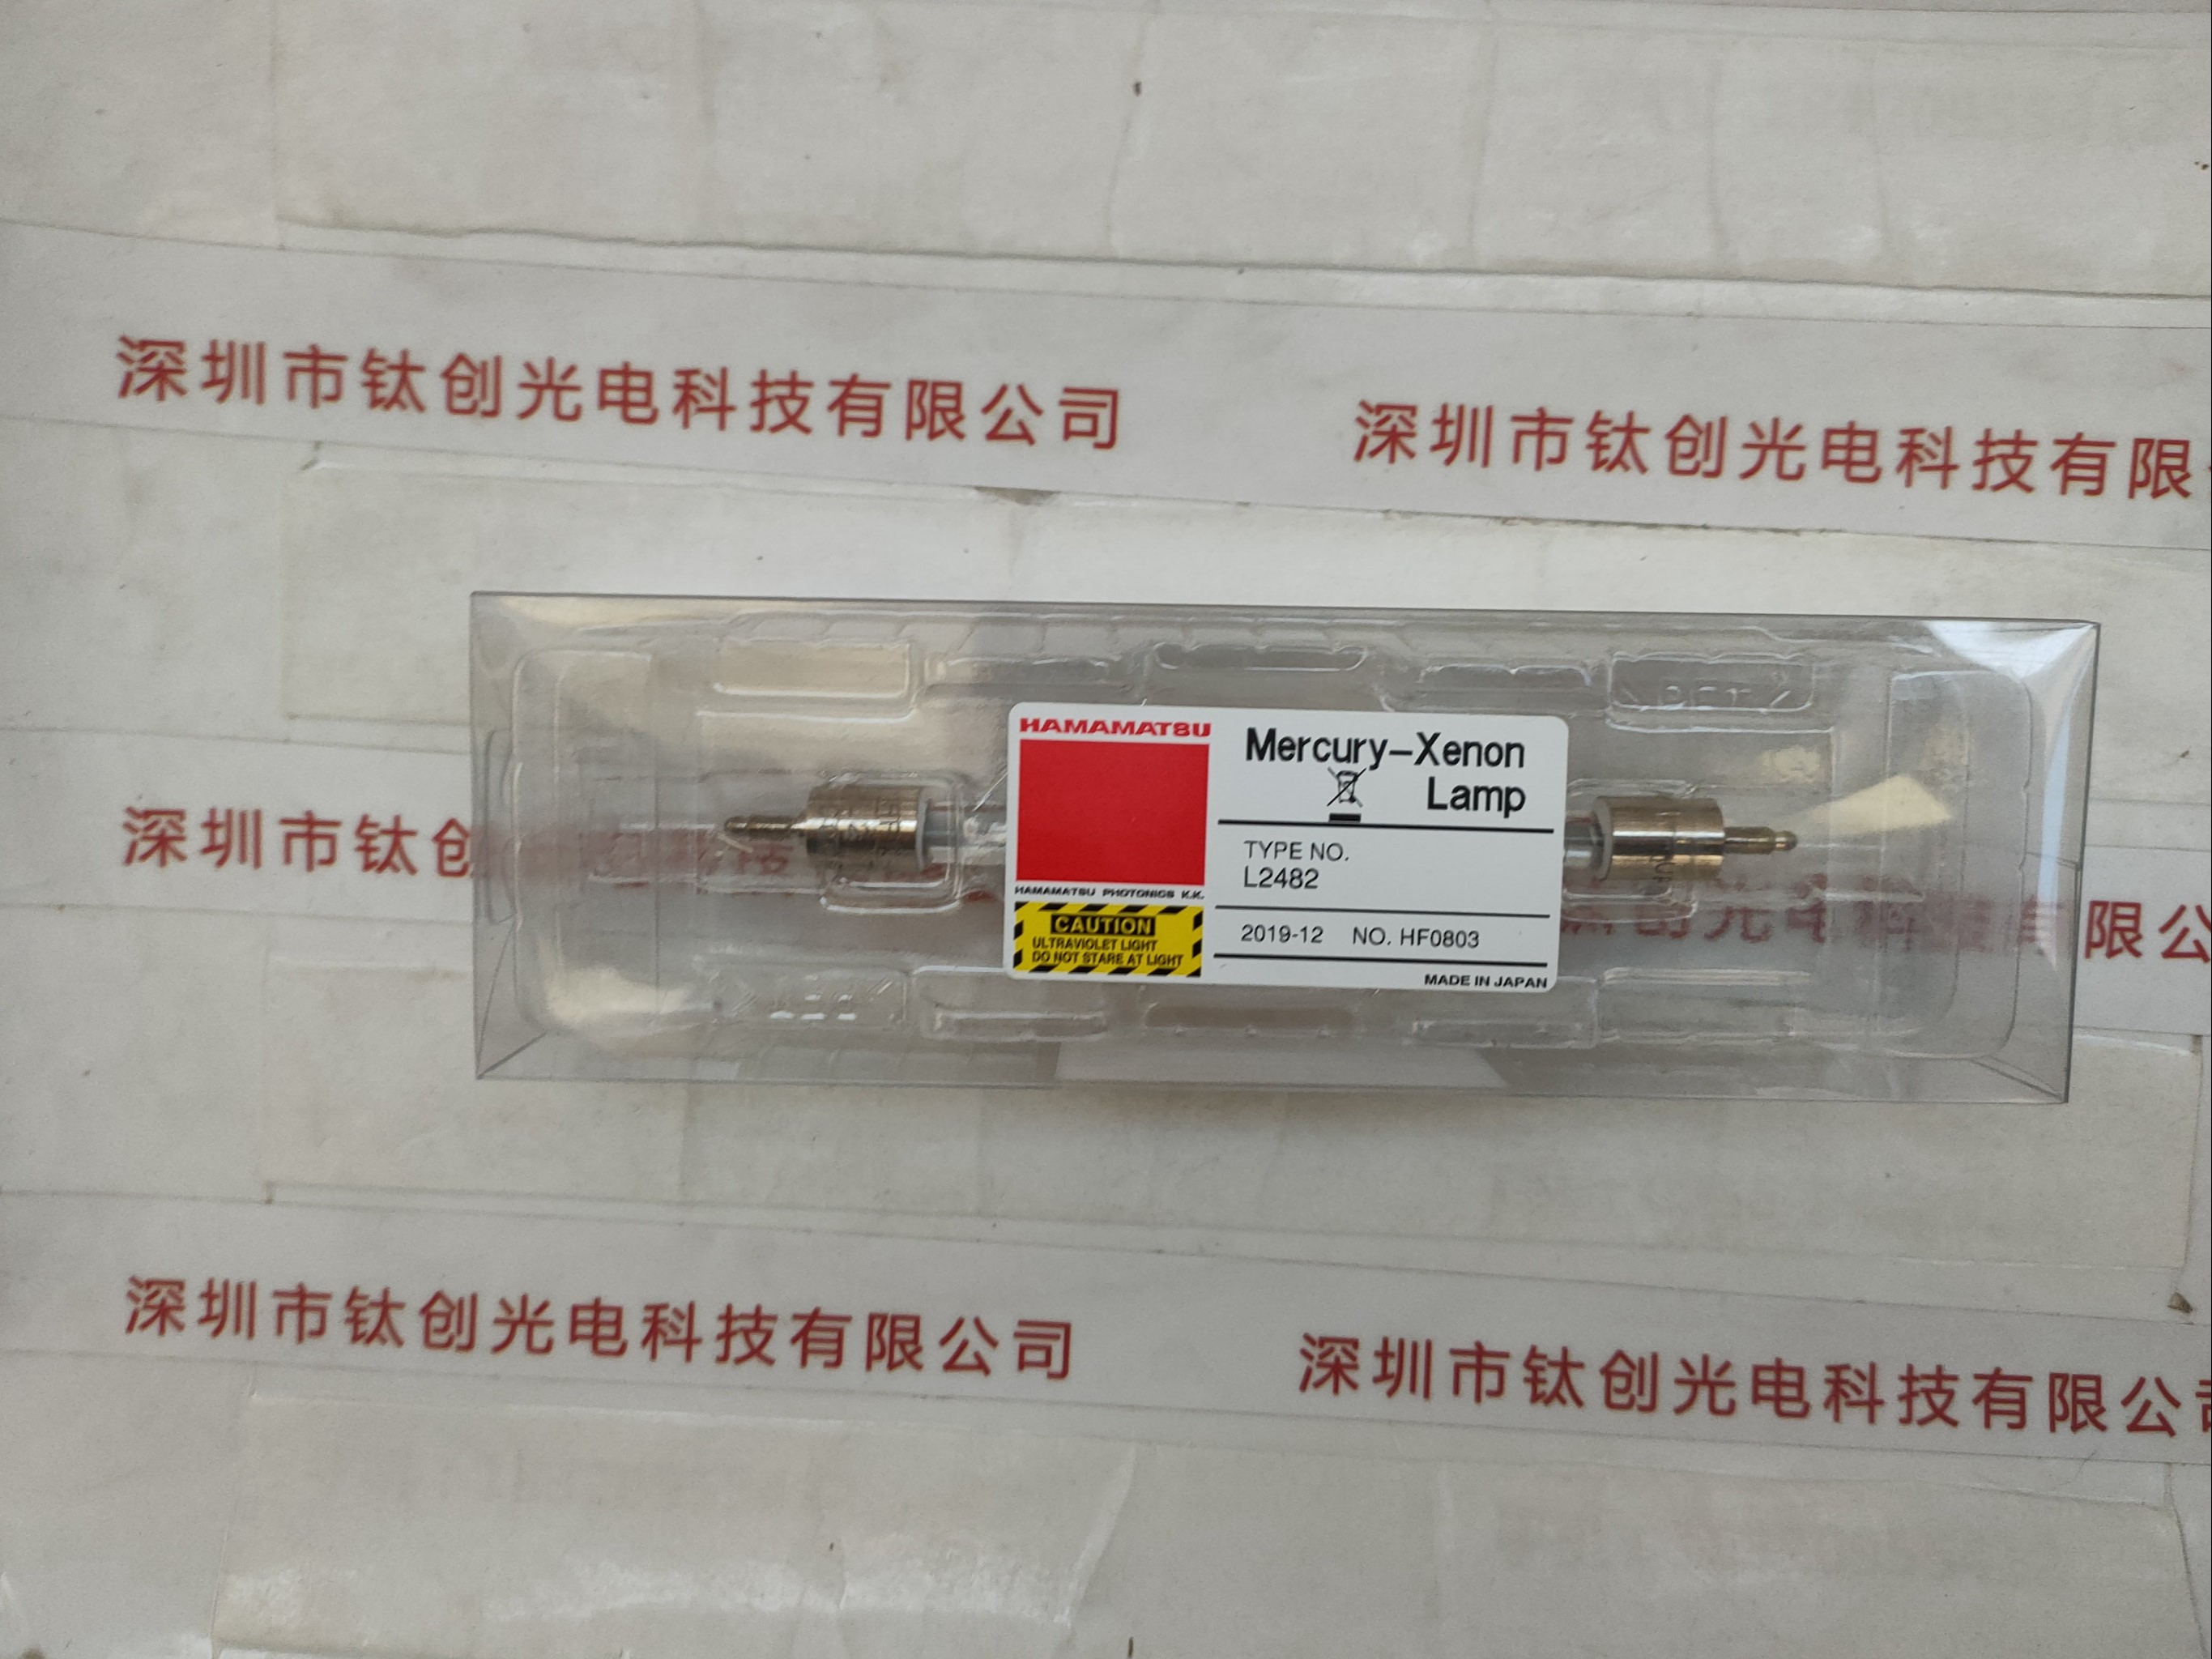 深圳市钛创光电科技有限公司
深圳市钛创光电科技有限
深圳市钛创
限公
HAMAMATSU
HAMAMATSU PHOTONICS K.K.
CAUTION
ULTRAVIOLET LIGHT
DO NOT STARE AT LIGHT
Mercury-Xenon
Lamp
TYPE NO.
L2482
2019-12 NO. HF0803
MADE IN JAPAN
深圳市钛创光电科技有限公司
深圳市钛创光电科技有限公司